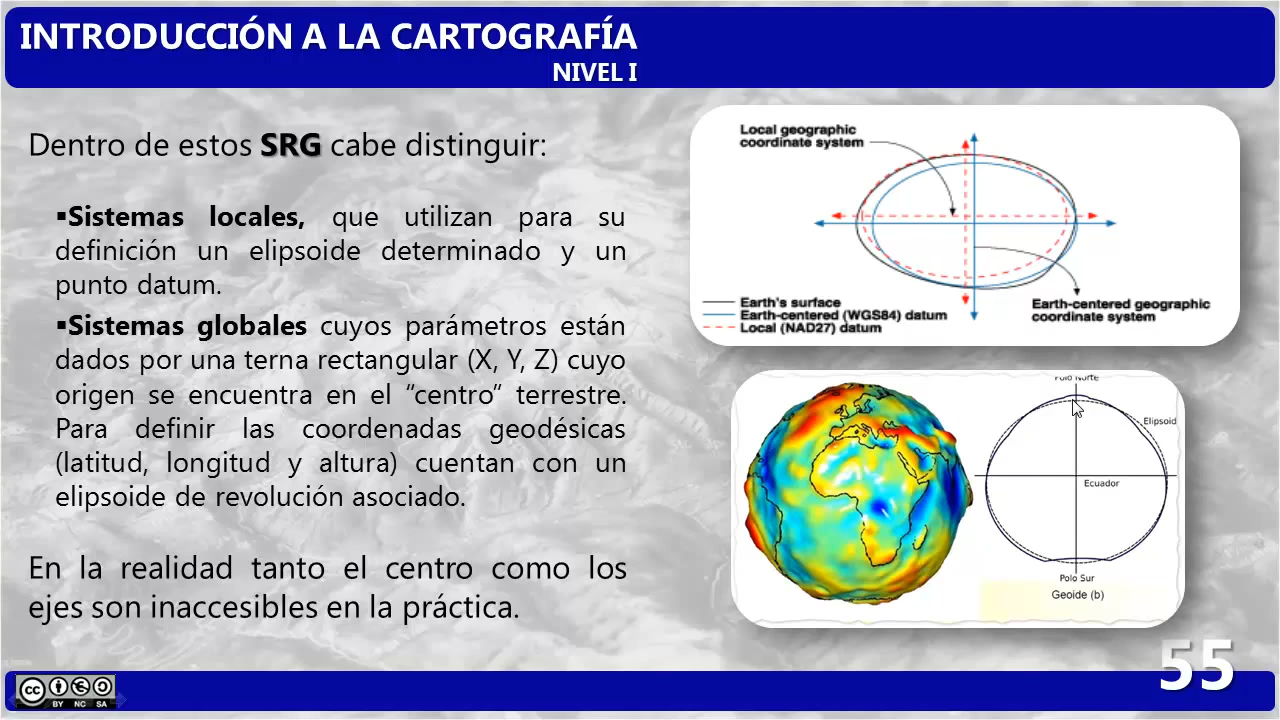 INTRODUCCIÓN A LA CARTOGRAFÍA
NIVEL I
Dentro de estos SRG cabe distinguir:
▪Sistemas locales, que utilizan para su
definición un elipsoide determinado y un
punto datum.
▪Sistemas globales cuyos parámetros están
dados por una terna rectangular (X, Y, Z) cuyo
origen se encuentra en el “centro” terrestre.
Para definir las coordenadas geodésicas
(latitud, longitud y altura) cuentan con un
elipsoide de revolución asociado.
En la realidad tanto el centro como los
ejes son inaccesibles en la práctica.
Local geographic
coordinate system
Earth's surface
Earth-centered (WGS84) datum
Local (NAD27) datum
Earth-centered geographic
coordinate system
Polo Norte
Elipsoid
Ecuador
Polo Sur
Geoide (b)
55
cc
BY NC SA